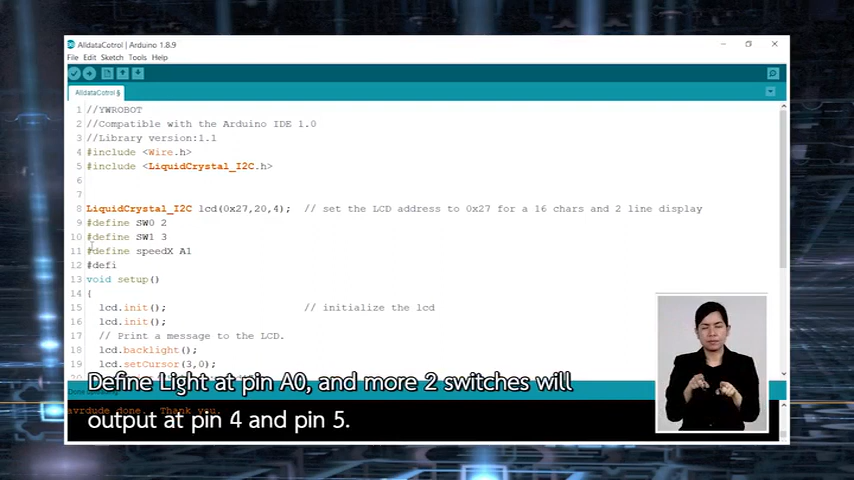 AlldataCotrol | Arduino 1.8.9
File Edit Sketch Tools Help
AlldataCotrol §
1 //YWROBOT
2 //Compatible with the Arduino IDE 1.0
3 //Library version:1.1
4 #include <Wire.h>
5 #include <LiquidCrystal_I2C.h>
6
7
8 LiquidCrystal_I2C lcd(0x27,20,4);  // set the LCD address to 0x27 for a 16 chars and 2 line display
9 #define SW0 2
10 #define SW1 3
11 #define speedX A1
12 #defi
13 void setup()
14 {
15 lcd.init();                      // initialize the lcd
16 lcd.init();
17 // Print a message to the LCD.
18 lcd.backlight();
19 lcd.setCursor(3,0);
Define Light at pin A0, and more 2 switches will
output at pin 4 and pin 5.
avrdude done.  Thank you.